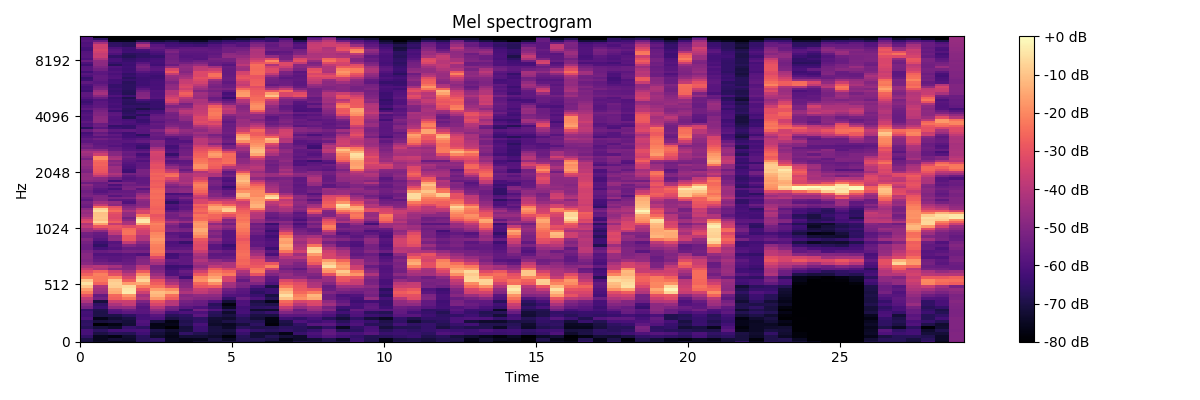 Mel spectrogram
Hz
8192
4096
2048
1024
512
0
0 5 10 15 20 25
Time
+0 dB
-10 dB
-20 dB
-30 dB
-40 dB
-50 dB
-60 dB
-70 dB
-80 dB